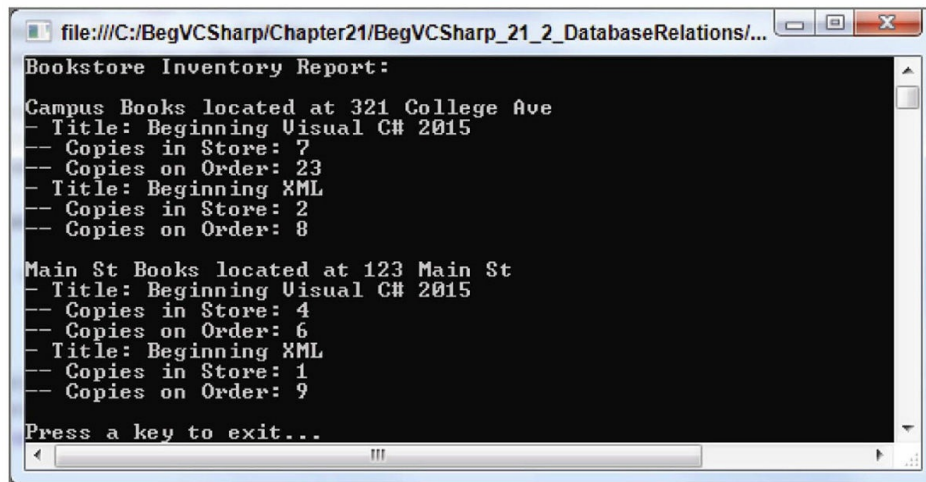 file:///C:/BegVCSharp/Chapter21/BegVCSharp_21_2_DatabaseRelations/...
Bookstore Inventory Report:
Campus Books located at 321 College Ave
- Title: Beginning Visual C# 2015
-- Copies in Store: 7
-- Copies on Order: 23
- Title: Beginning XML
-- Copies in Store: 2
-- Copies on Order: 8
Main St Books located at 123 Main St
- Title: Beginning Visual C# 2015
-- Copies in Store: 4
-- Copies on Order: 6
- Title: Beginning XML
-- Copies in Store: 1
-- Copies on Order: 9
Press a key to exit...